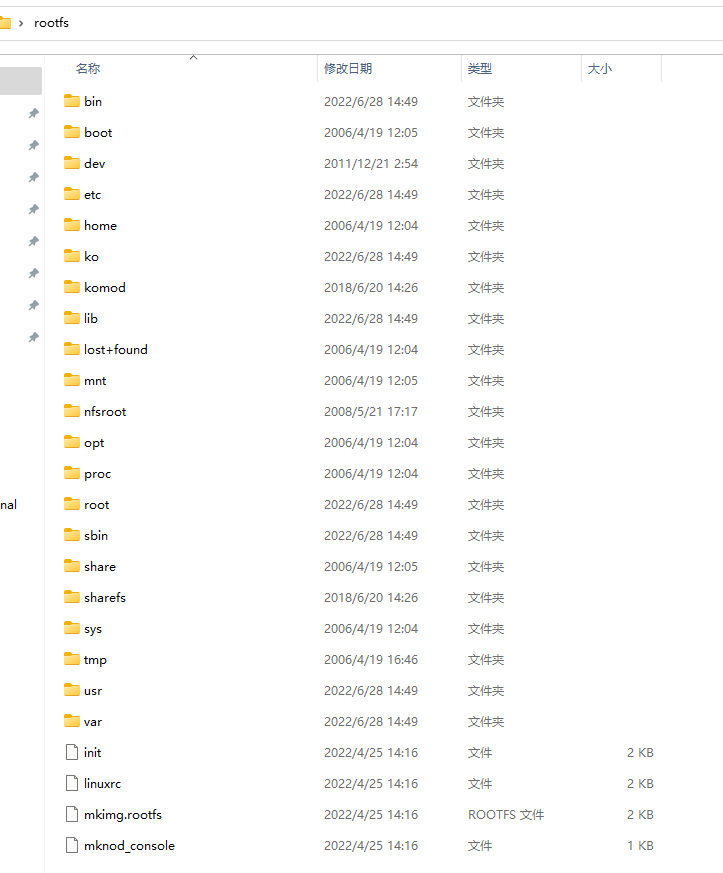 rootfs
名称 修改日期 类型 大小
bin 2022/6/28 14:49 文件夹
boot 2006/4/19 12:05 文件夹
dev 2011/12/21 2:54 文件夹
etc 2022/6/28 14:49 文件夹
home 2006/4/19 12:04 文件夹
ko 2022/6/28 14:49 文件夹
komod 2018/6/20 14:26 文件夹
lib 2022/6/28 14:49 文件夹
lost+found 2006/4/19 12:04 文件夹
mnt 2006/4/19 12:05 文件夹
nfsroot 2008/5/21 17:17 文件夹
opt 2006/4/19 12:04 文件夹
proc 2006/4/19 12:04 文件夹
nal root 2022/6/28 14:49 文件夹
sbin 2022/6/28 14:49 文件夹
share 2006/4/19 12:05 文件夹
sharefs 2018/6/20 14:26 文件夹
sys 2006/4/19 12:04 文件夹
tmp 2006/4/19 16:46 文件夹
usr 2022/6/28 14:49 文件夹
var 2022/6/28 14:49 文件夹
init 2022/4/25 14:16 文件 2 KB
linuxrc 2022/4/25 14:16 文件 2 KB
mkimg.rootfs 2022/4/25 14:16 ROOTFS 文件 2 KB
mknod_console 2022/4/25 14:16 文件 1 KB